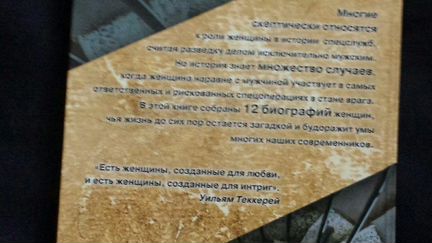 Многие
скептически относятся
к роли женщины в истории спецслужб,
считая разведку делом исключительно мужским.
Но история знает множество случаев,
когда женщина наравне с мужчиной участвует в самых
ответственных и рискованных спецоперациях в стане врага.
В этой книге собраны 12 биографий женщин,
чья жизнь до сих пор остается загадкой и будоражит умы
многих наших современников.
«Есть женщины, созданные для любви,
и есть женщины, созданные для интриг».
Уильям Теккерей